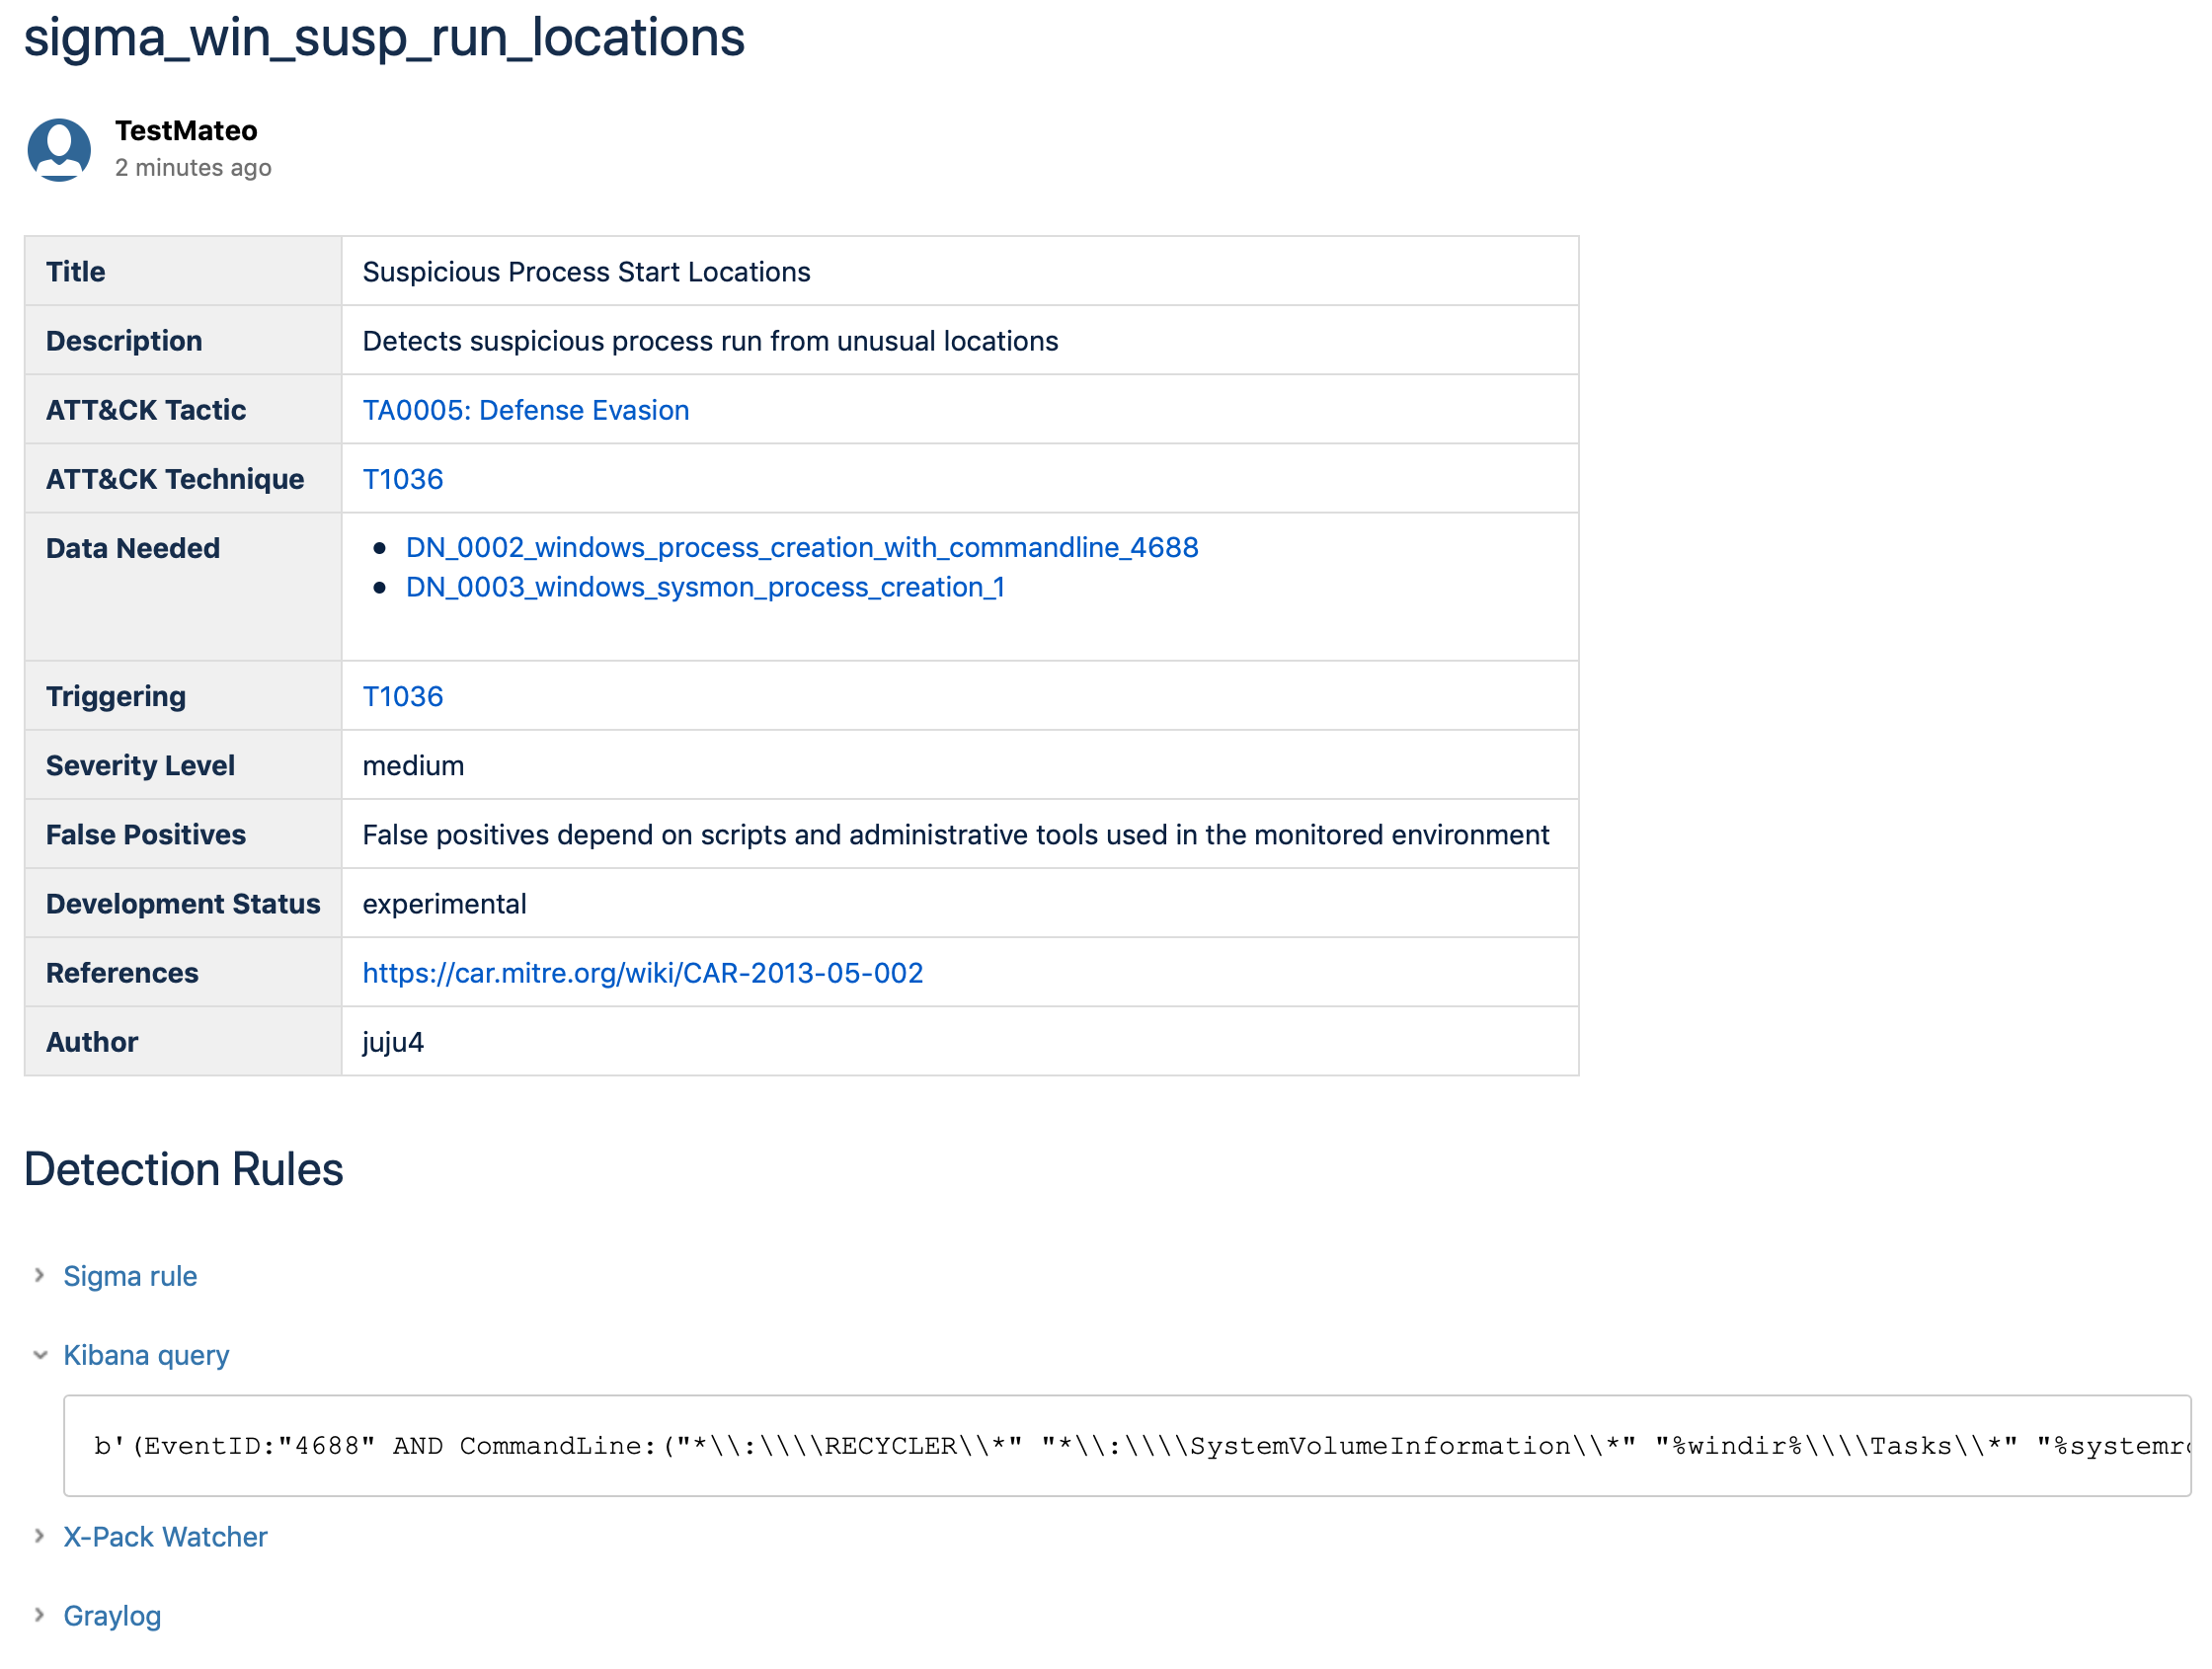 sigma_win_susp_run_locations
TestMateo
2 minutes ago
Title Suspicious Process Start Locations
Description Detects suspicious process run from unusual locations
ATT&CK Tactic TA0005: Defense Evasion
ATT&CK Technique T1036
Data Needed • DN_0002_windows_process_creation_with_commandline_4688
• DN_0003_windows_sysmon_process_creation_1
Triggering T1036
Severity Level medium
False Positives False positives depend on scripts and administrative tools used in the monitored environment
Development Status experimental
References https://car.mitre.org/wiki/CAR-2013-05-002
Author juju4
Detection Rules
Sigma rule
Kibana query
b'(EventID:"4688" AND CommandLine:("*\\:\\\\RECYCLER\\*" "*\\:\\\\SystemVolumeInformation\\*" "%windir%\\\\Tasks\\*" "%systemr
X-Pack Watcher
Graylog